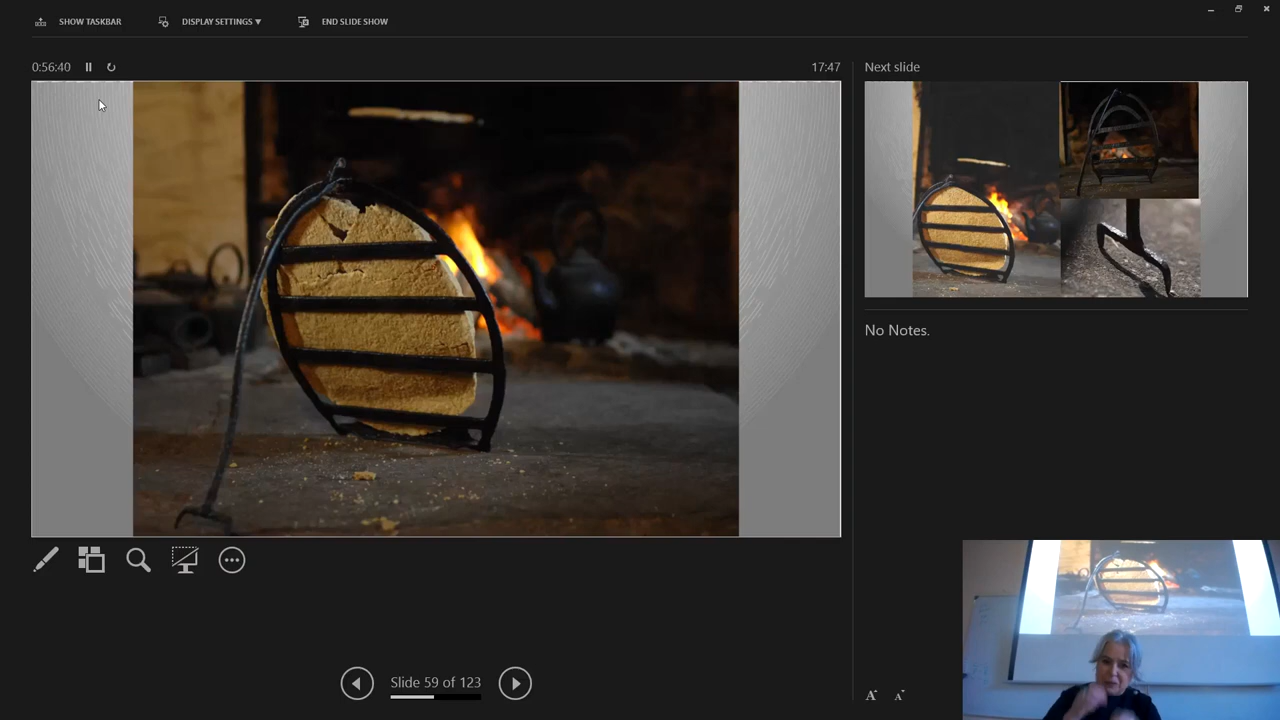 SHOW TASKBAR
DISPLAY SETTINGS ▼
END SLIDE SHOW
0:56:40
17:47
Next slide
No Notes.
Slide 59 of 123
A
A